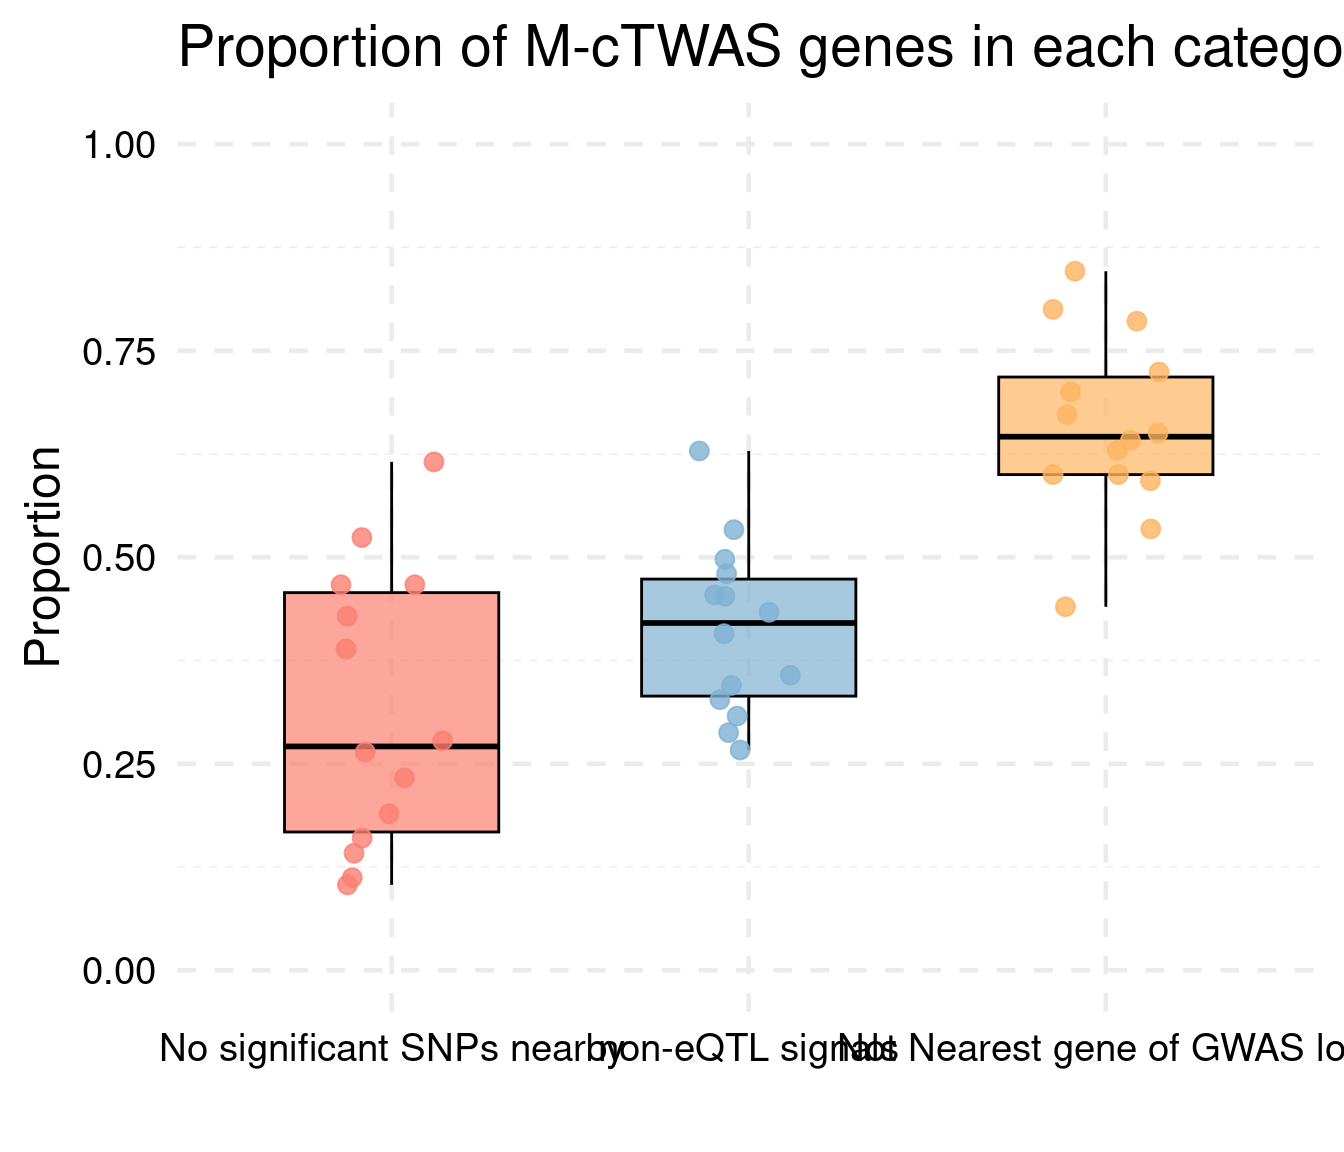 Proportion of M-cTWAS genes in each catego
1.00
0.75
0.50
0.25
0.00
Proportion
No significant SNPs nearby
non-eQTL signals
Not Nearest gene of GWAS lo